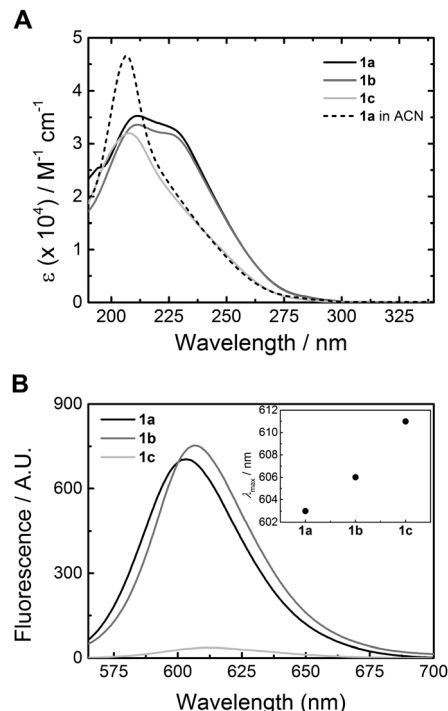 A
5
4
3
2
1
0
ε (x 10⁴) / M⁻¹ cm⁻¹
1a
1b
1c
1a in ACN
200 225 250 275 300 325
Wavelength / nm
B
900
600
300
0
Fluorescence / A.U.
1a
1b
1c
612
610
608
606
604
602
λmax / nm
1a 1b 1c
575 600 625 650 675 700
Wavelength (nm)